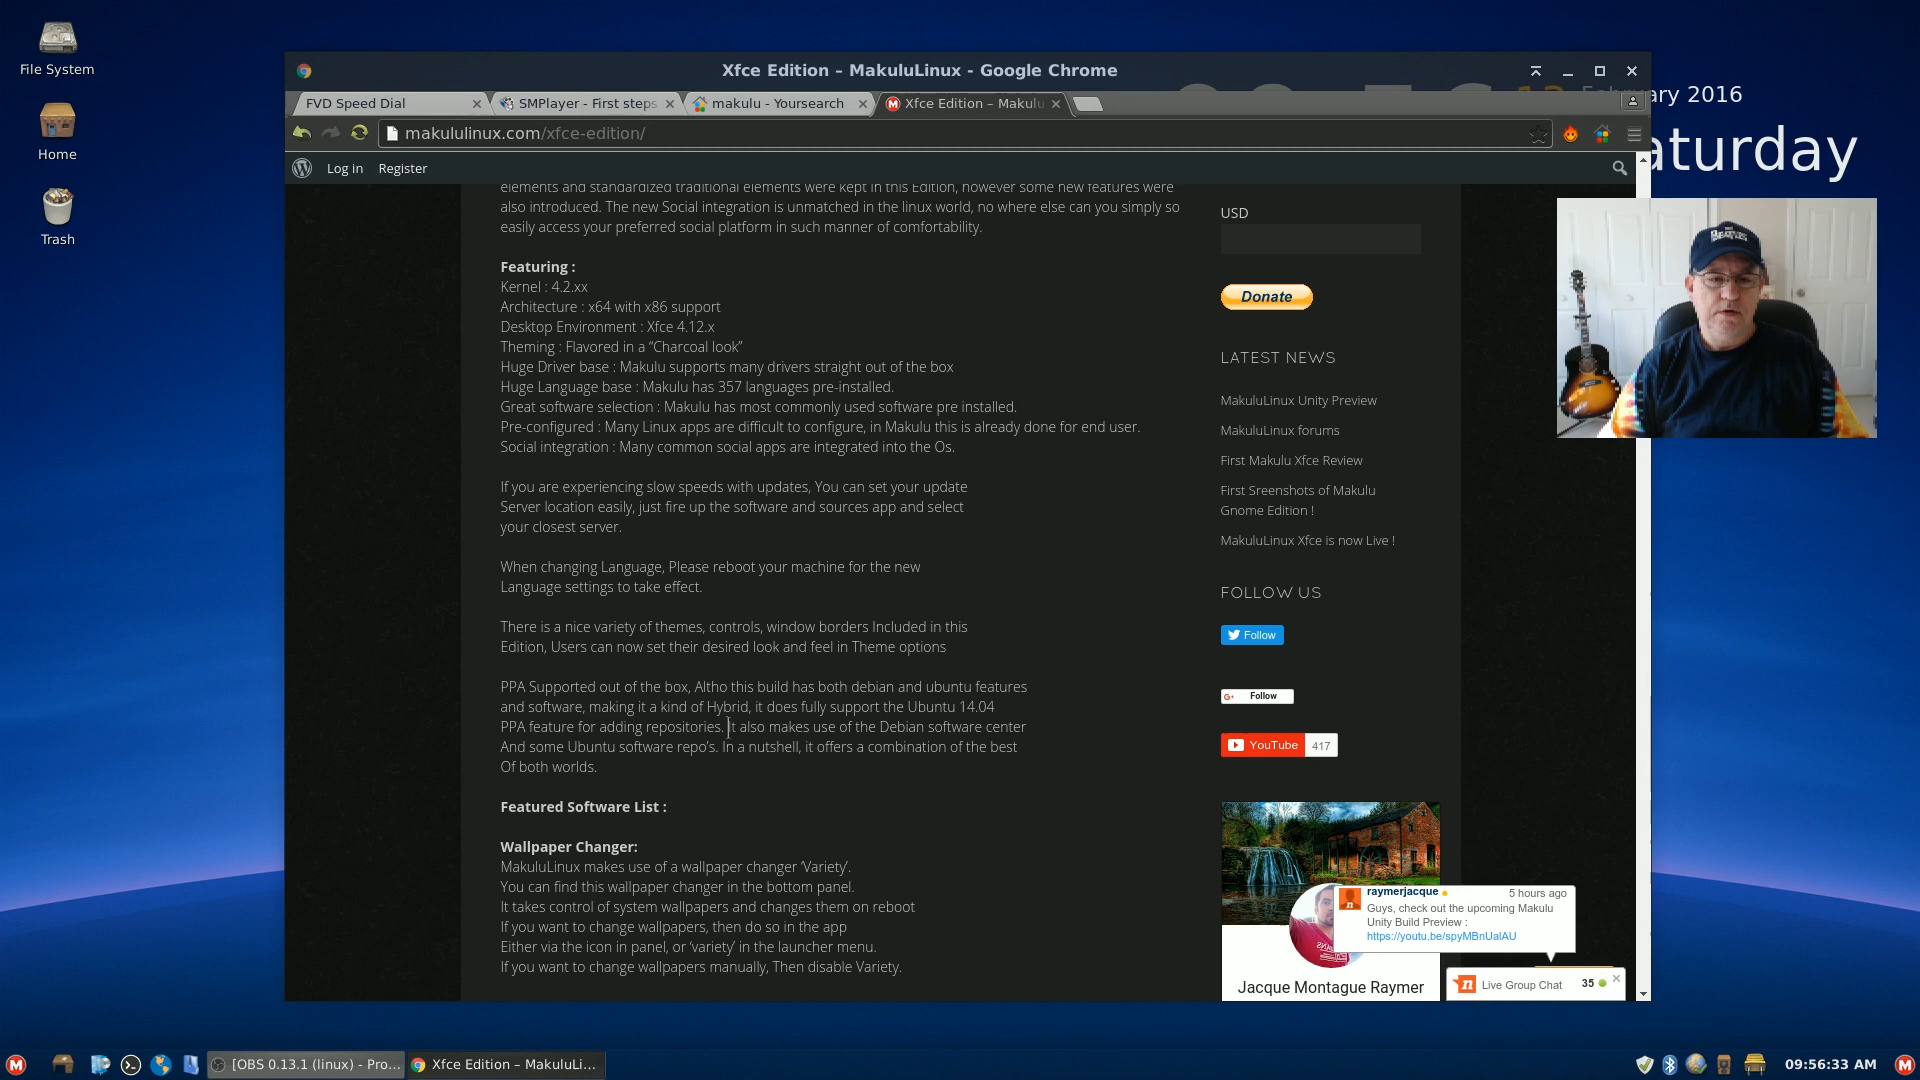 File System
Home
Trash
Xfce Edition – MakuluLinux - Google Chrome
FVD Speed Dial
SMPlayer - First steps
makulu - Yoursearch
Xfce Edition – Makulu
makululinux.com/xfce-edition/
Log in
Register
ary 2016
aturday
elements and standardized traditional elements were kept in this Edition, however some new features were
also introduced. The new Social integration is unmatched in the linux world, no where else can you simply so
easily access your preferred social platform in such manner of comfortability.
Featuring :
Kernel : 4.2.xx
Architecture : x64 with x86 support
Desktop Environment : Xfce 4.12.x
Theming : Flavored in a “Charcoal look”
Huge Driver base : Makulu supports many drivers straight out of the box
Huge Language base : Makulu has 357 languages pre-installed.
Great software selection : Makulu has most commonly used software pre installed.
Pre-configured : Many Linux apps are difficult to configure, in Makulu this is already done for end user.
Social integration : Many common social apps are integrated into the Os.
If you are experiencing slow speeds with updates, You can set your update
Server location easily, just fire up the software and sources app and select
your closest server.
When changing Language, Please reboot your machine for the new
Language settings to take effect.
There is a nice variety of themes, controls, window borders Included in this
Edition, Users can now set their desired look and feel in Theme options
PPA Supported out of the box, Altho this build has both debian and ubuntu features
and software, making it a kind of Hybrid, it does fully support the Ubuntu 14.04
PPA feature for adding repositories. It also makes use of the Debian software center
And some Ubuntu software repo’s. In a nutshell, it offers a combination of the best
Of both worlds.
Featured Software List :
Wallpaper Changer:
MakuluLinux makes use of a wallpaper changer ‘Variety’.
You can find this wallpaper changer in the bottom panel.
It takes control of system wallpapers and changes them on reboot
If you want to change wallpapers, then do so in the app
Either via the icon in panel, or ‘variety’ in the launcher menu.
If you want to change wallpapers manually, Then disable Variety.
USD
Donate
LATEST NEWS
MakuluLinux Unity Preview
MakuluLinux forums
First Makulu Xfce Review
First Sreenshots of Makulu
Gnome Edition !
MakuluLinux Xfce is now Live !
FOLLOW US
Follow
G+ Follow
YouTube 417
raymerjacque
5 hours ago
Guys, check out the upcoming Makulu
Unity Build Preview :
https://youtu.be/spyMBnUalAU
Jacque Montague Raymer
Live Group Chat
35
BEATLES
[OBS 0.13.1 (linux) - Pro...
Xfce Edition – MakuluLi...
09:56:33 AM